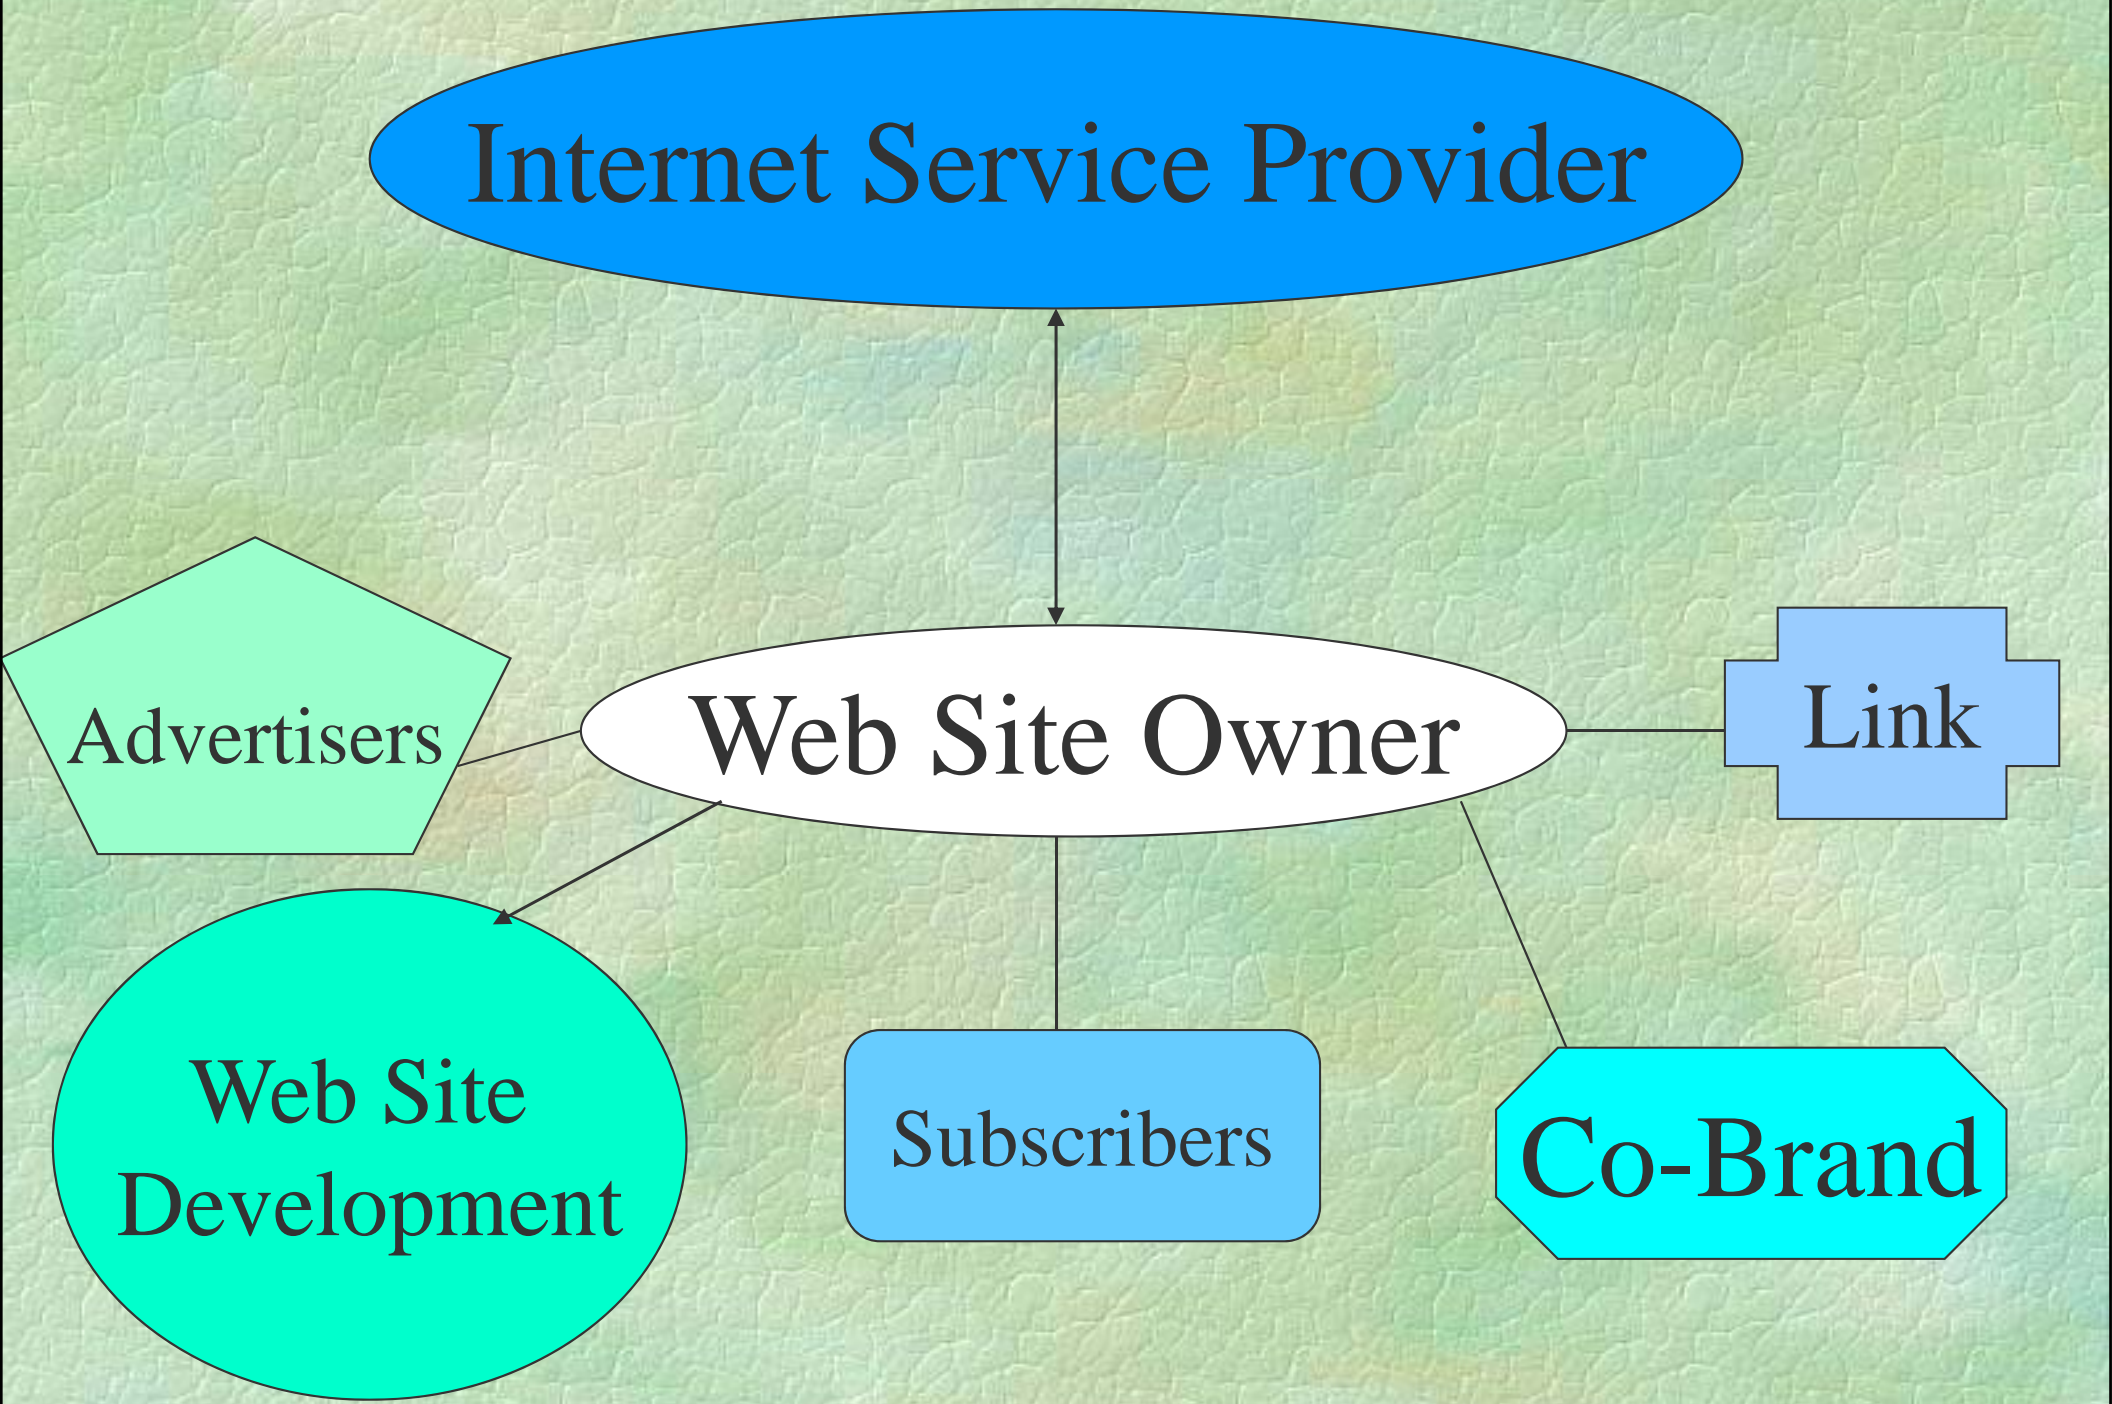 Internet Service Provider
Advertisers
Web Site Owner
Link
Web Site
Development
Subscribers
Co-Brand